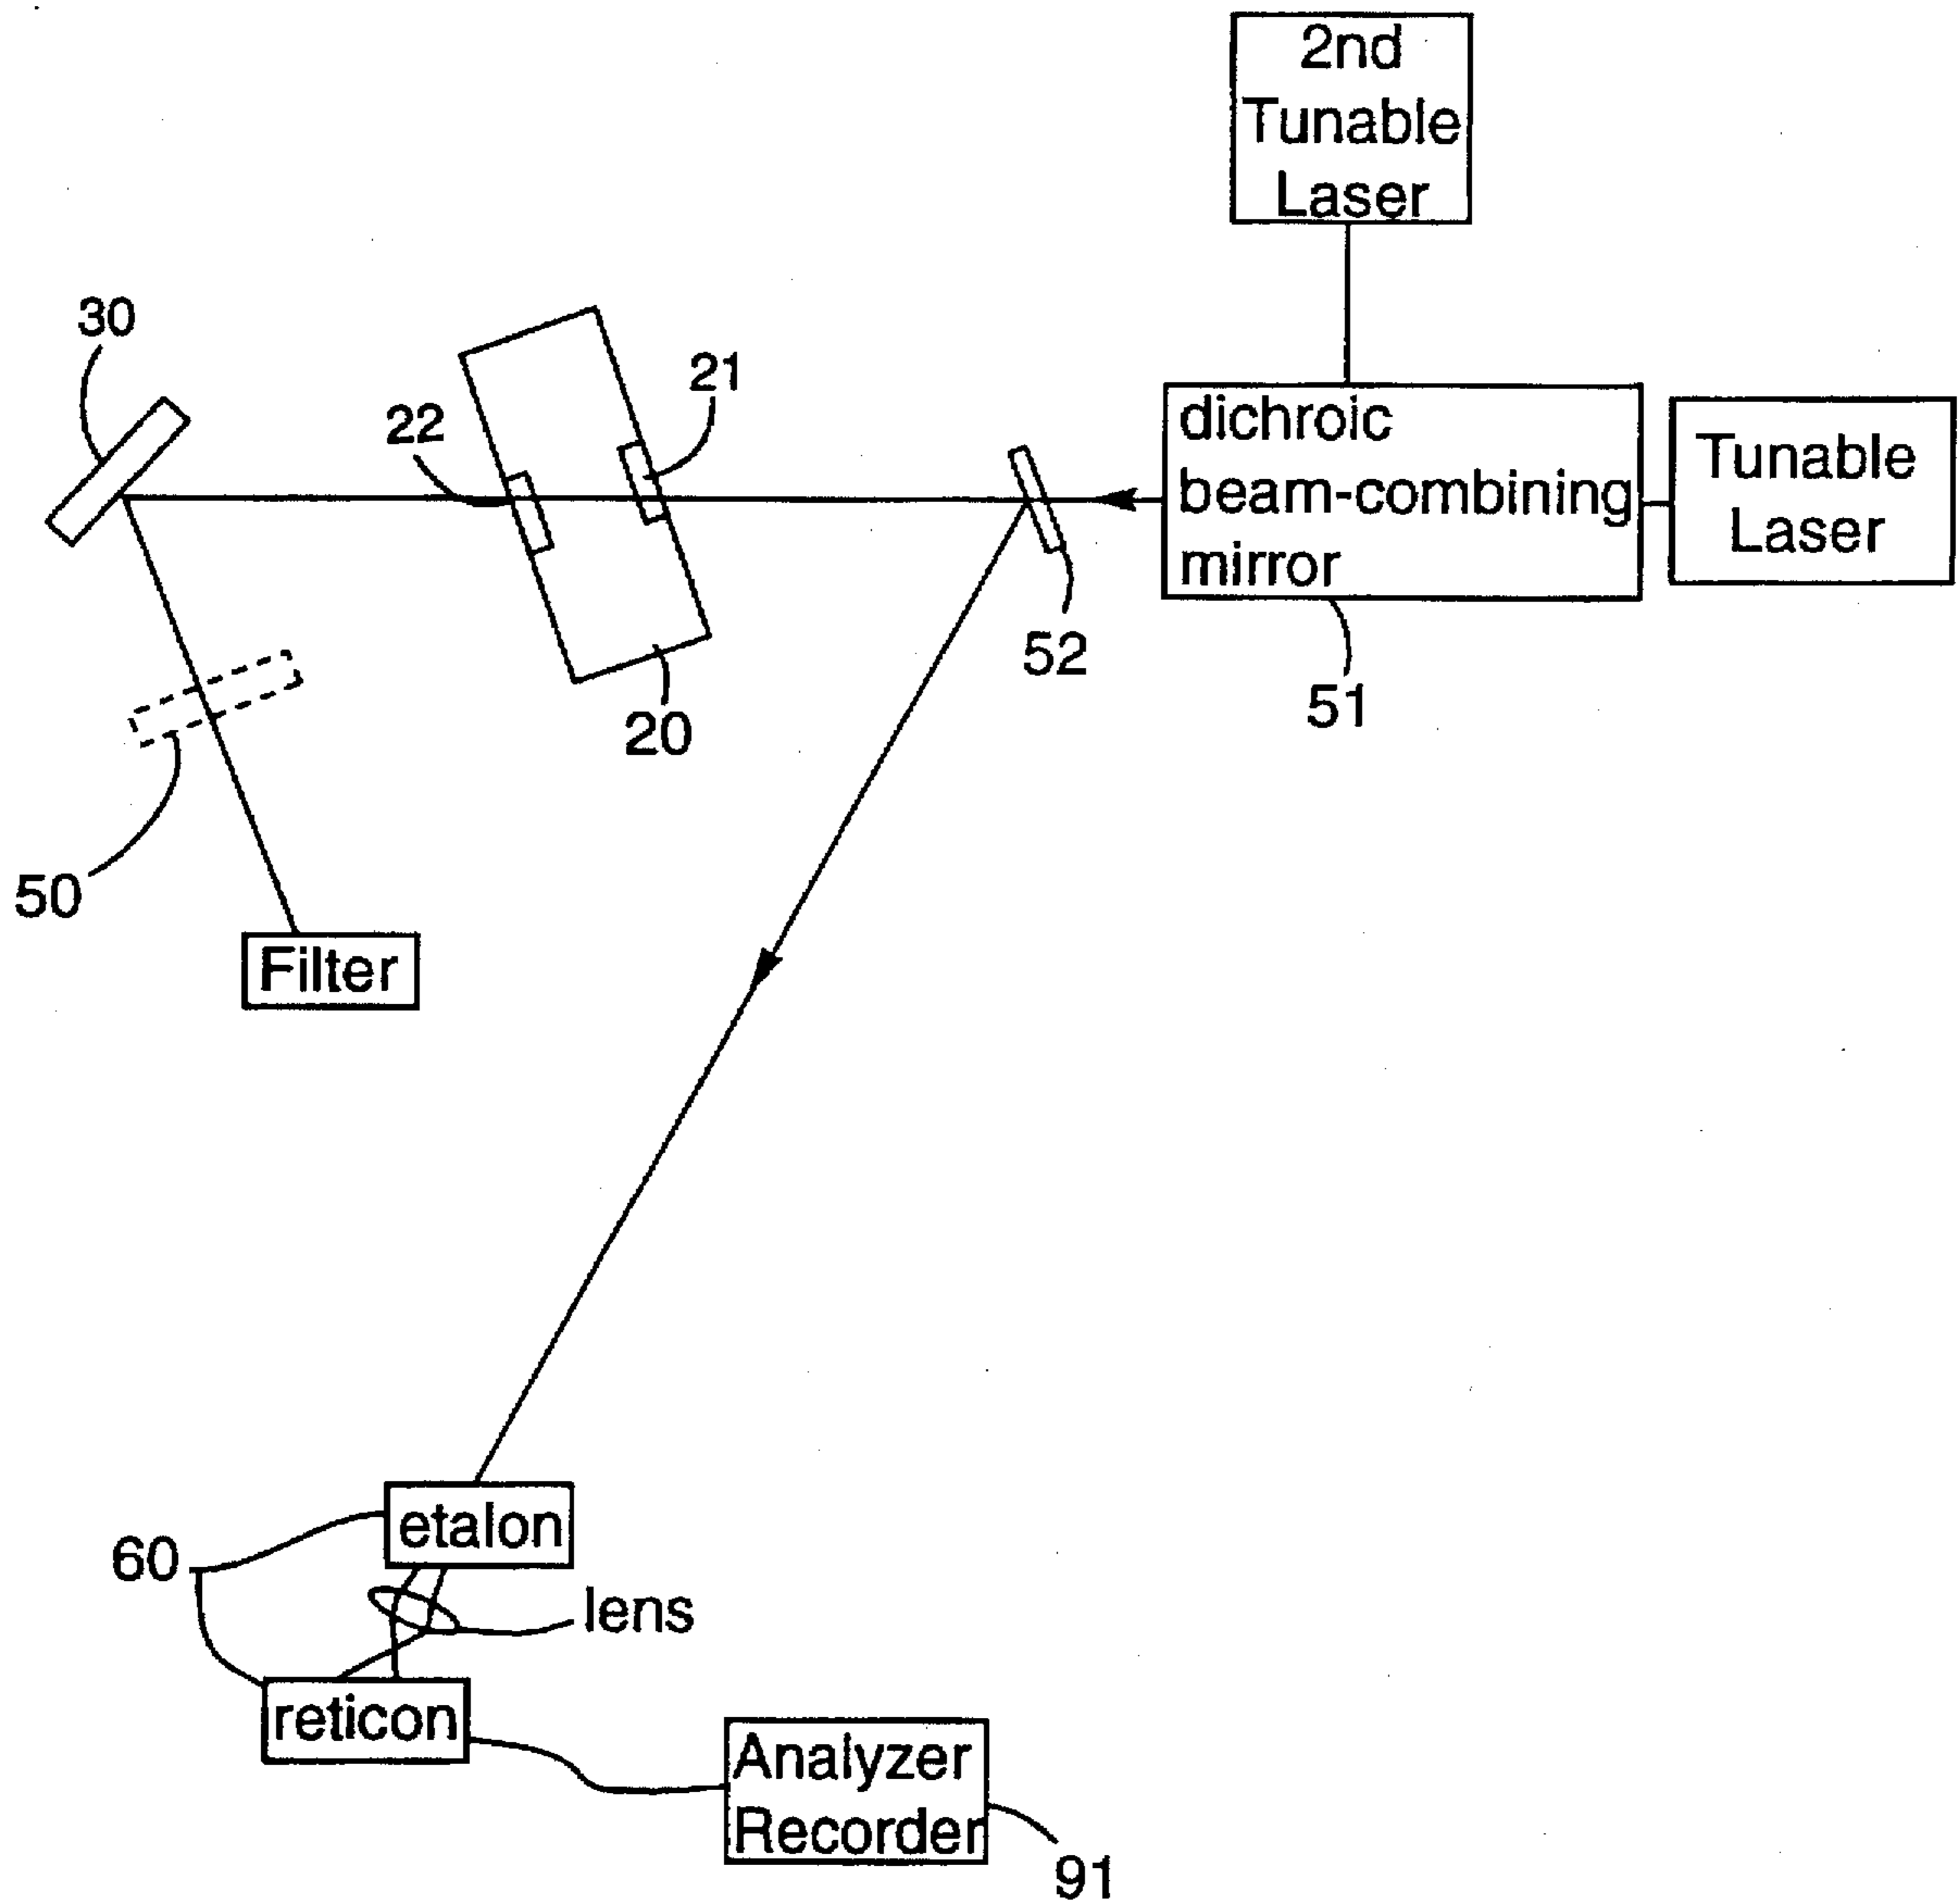 2nd
Tunable
Laser
30
21
22
dichroic
beam-combining
mirror
Tunable
Laser
52
51
20
50
Filter
etalon
60
lens
reticon
Analyzer
Recorder
91